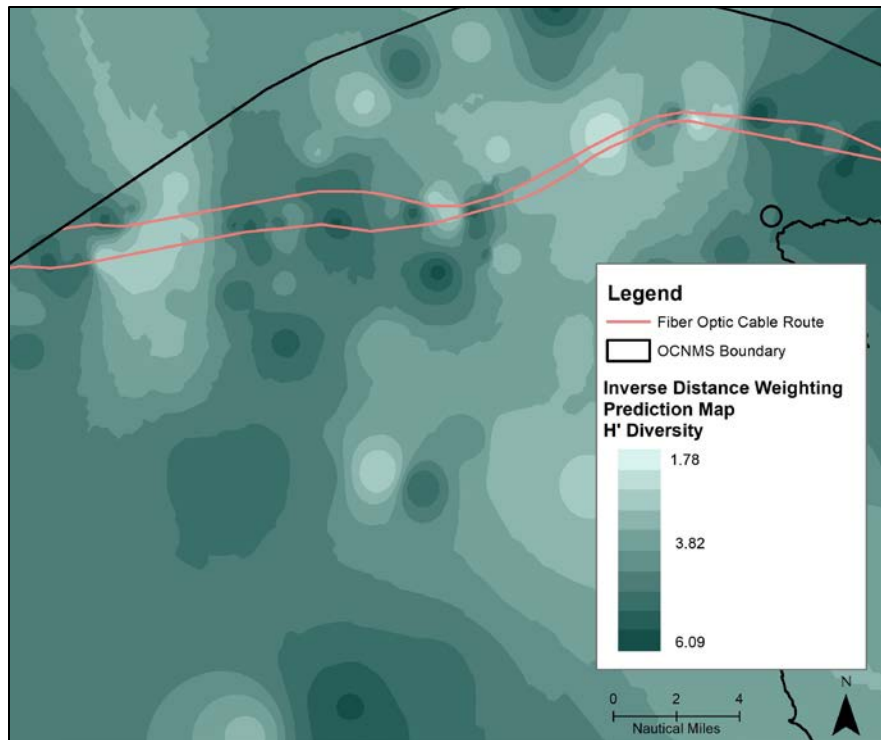 Legend
Fiber Optic Cable Route
OCNMS Boundary
Inverse Distance Weighting
Prediction Map
H' Diversity
1.78
3.82
6.09
0 2 4
Nautical Miles
N